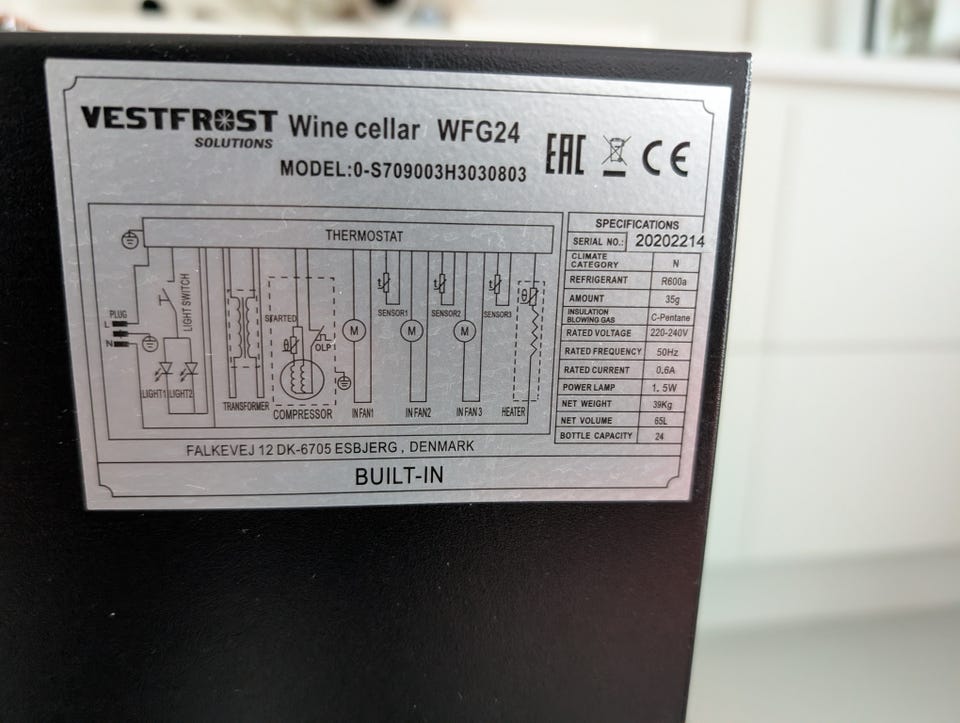 VESTFROST
SOLUTIONS
Wine cellar WFG24
MODEL:0-S709003H3030803
EAC CE
THERMOSTAT
PLUG
L
N
LIGHT SWITCH
LIGHT1 LIGHT2
TRANSFORMER
STARTED
θ
OLP
COMPRESSOR
M
IN FAN1
SENSOR1
M
IN FAN2
SENSOR2
M
IN FAN 3
SENSOR3
θ
HEATER
SPECIFICATIONS
SERIAL NO.: 20202214
CLIMATE CATEGORY N
REFRIGERANT R600a
AMOUNT 35g
INSULATION BLOWING GAS C-Pentane
RATED VOLTAGE 220-240V
RATED FREQUENCY 50Hz
RATED CURRENT 0.6A
POWER LAMP 1.5W
NET WEIGHT 39Kg
NET VOLUME 65L
BOTTLE CAPACITY 24
FALKEVEJ 12 DK-6705 ESBJERG , DENMARK
BUILT-IN